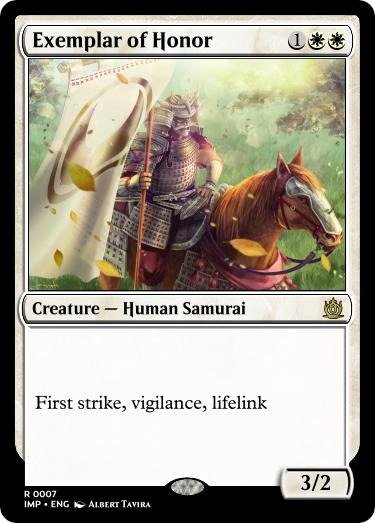 Exemplar of Honor 1
Creature — Human Samurai
First strike, vigilance, lifelink
3/2
R 0007
IMP • ENG Albert Tavira